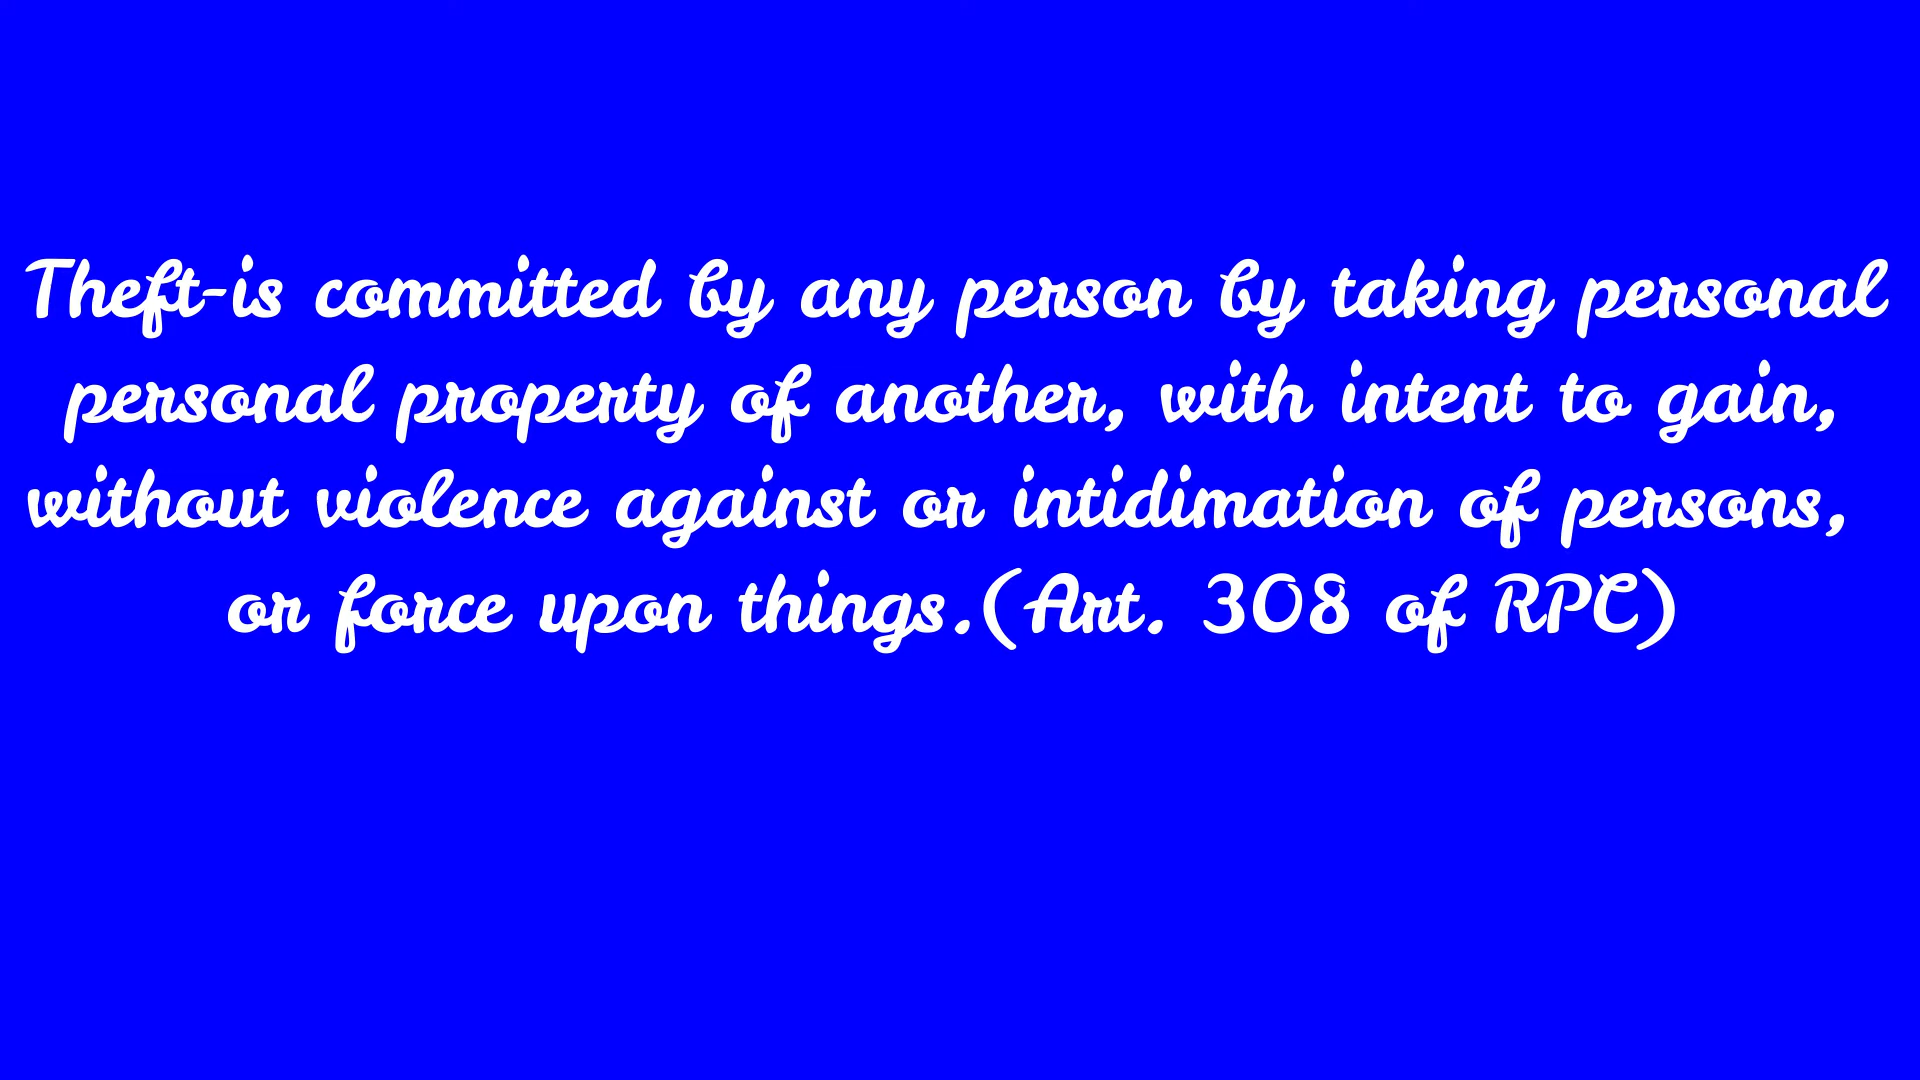 Theft-is committed by any person by taking personal
personal property of another, with intent to gain,
without violence against or intidimation of persons,
or force upon things.(Art. 308 of RPC)